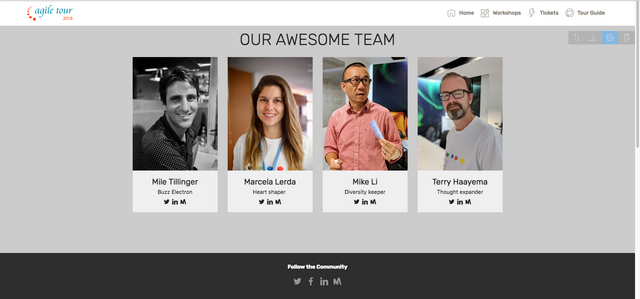 agile tour
2018
Home
Workshops
Tickets
Tour Guide
OUR AWESOME TEAM
Mile Tillinger
Buzz Electron
Marcela Lerda
Heart shaper
Mike Li
Diversity keeper
Terry Haayema
Thought expander
Follow the Community